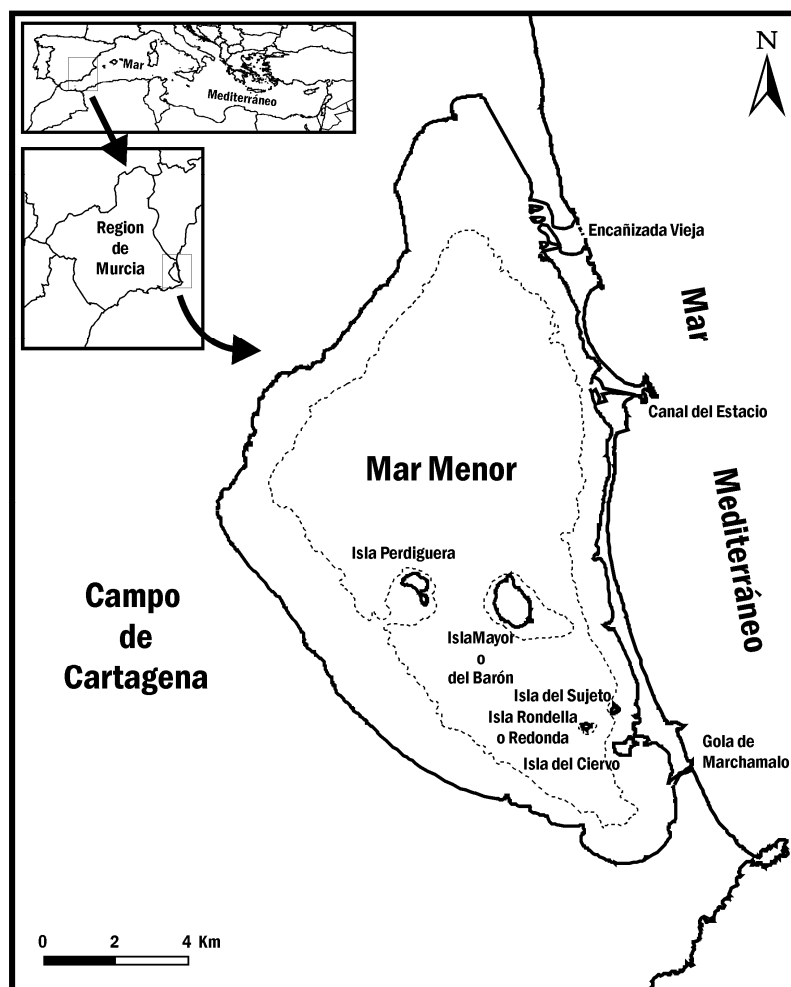 Mar
Mediterráneo
Region
de
Murcia
N
Encañizada Vieja
Mar
Mediterráneo
Canal del Estacio
Mar Menor
Isla Perdiguera
Campo
de
Cartagena
IslaMayor
o
del Barón
Isla del Sujeto
Isla Rondella
o Redonda
Isla del Ciervo
Gola de
Marchamalo
0 2 4 Km